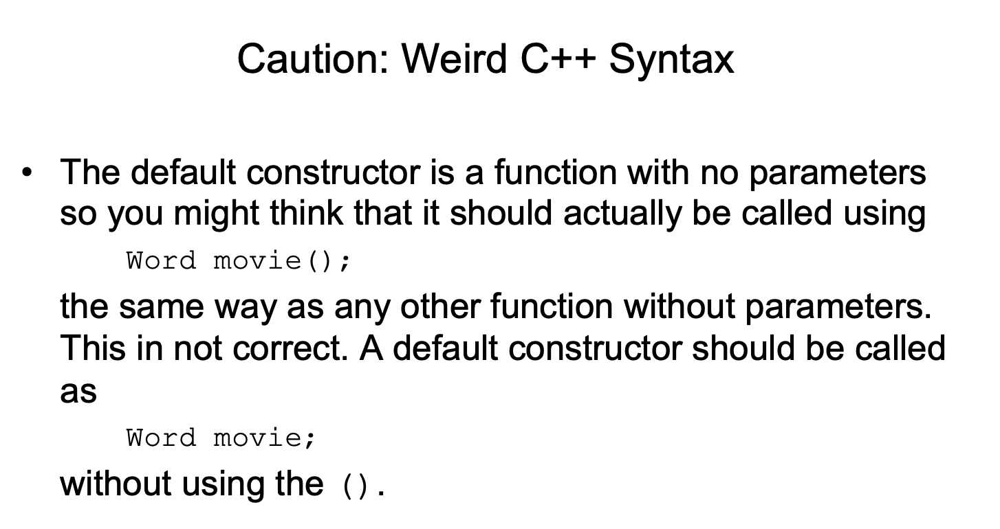 Caution: Weird C++ Syntax
• The default constructor is a function with no parameters
so you might think that it should actually be called using
Word movie();
the same way as any other function without parameters.
This in not correct. A default constructor should be called
as
Word movie;
without using the ().